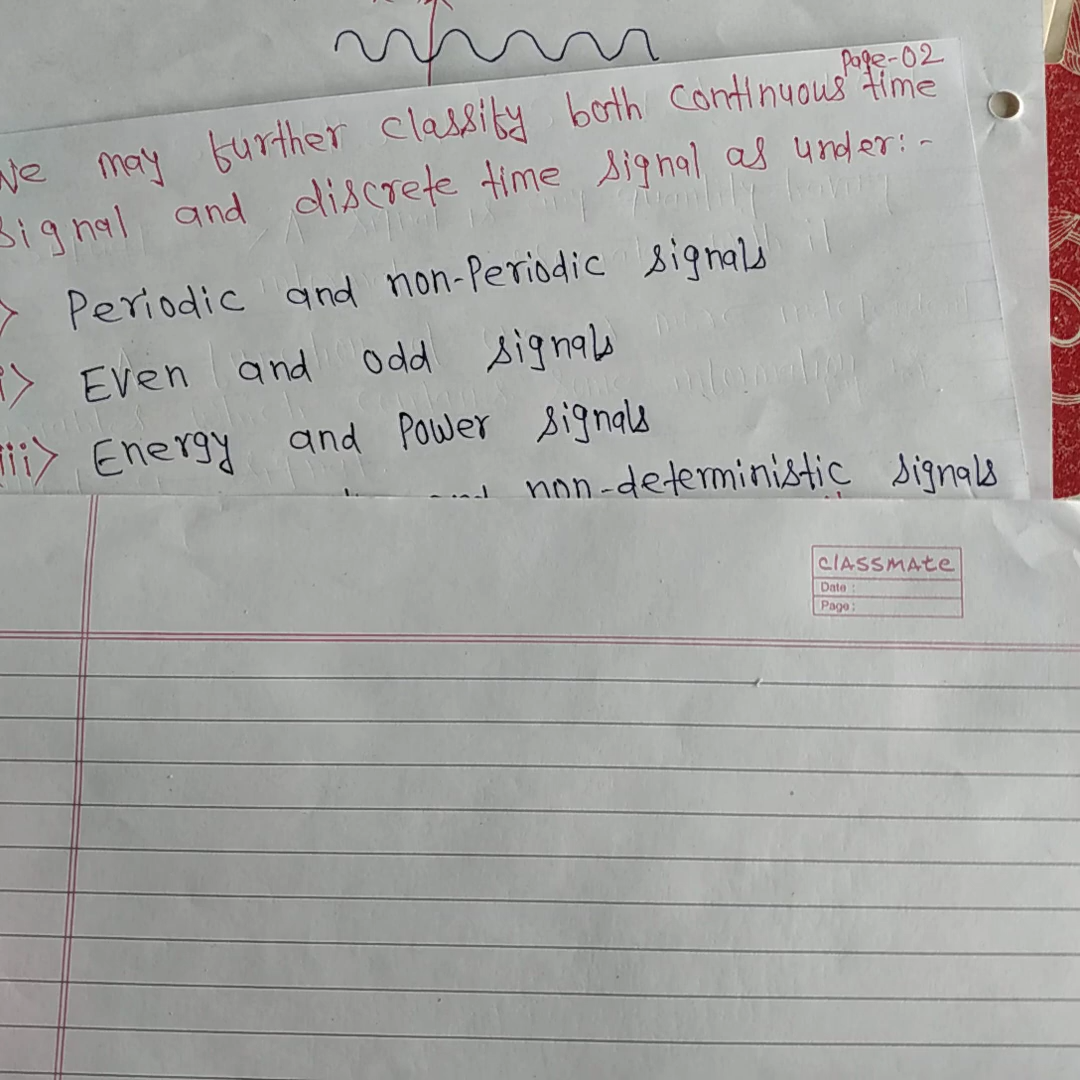 Page-02
We may further classify both continuous time
signal and discrete time signal as under:-
> Periodic and non-Periodic signals
i> Even and odd signals
iii> Energy and Power signals
and non-deterministic signals
CLASSMATE
Date :
Page :